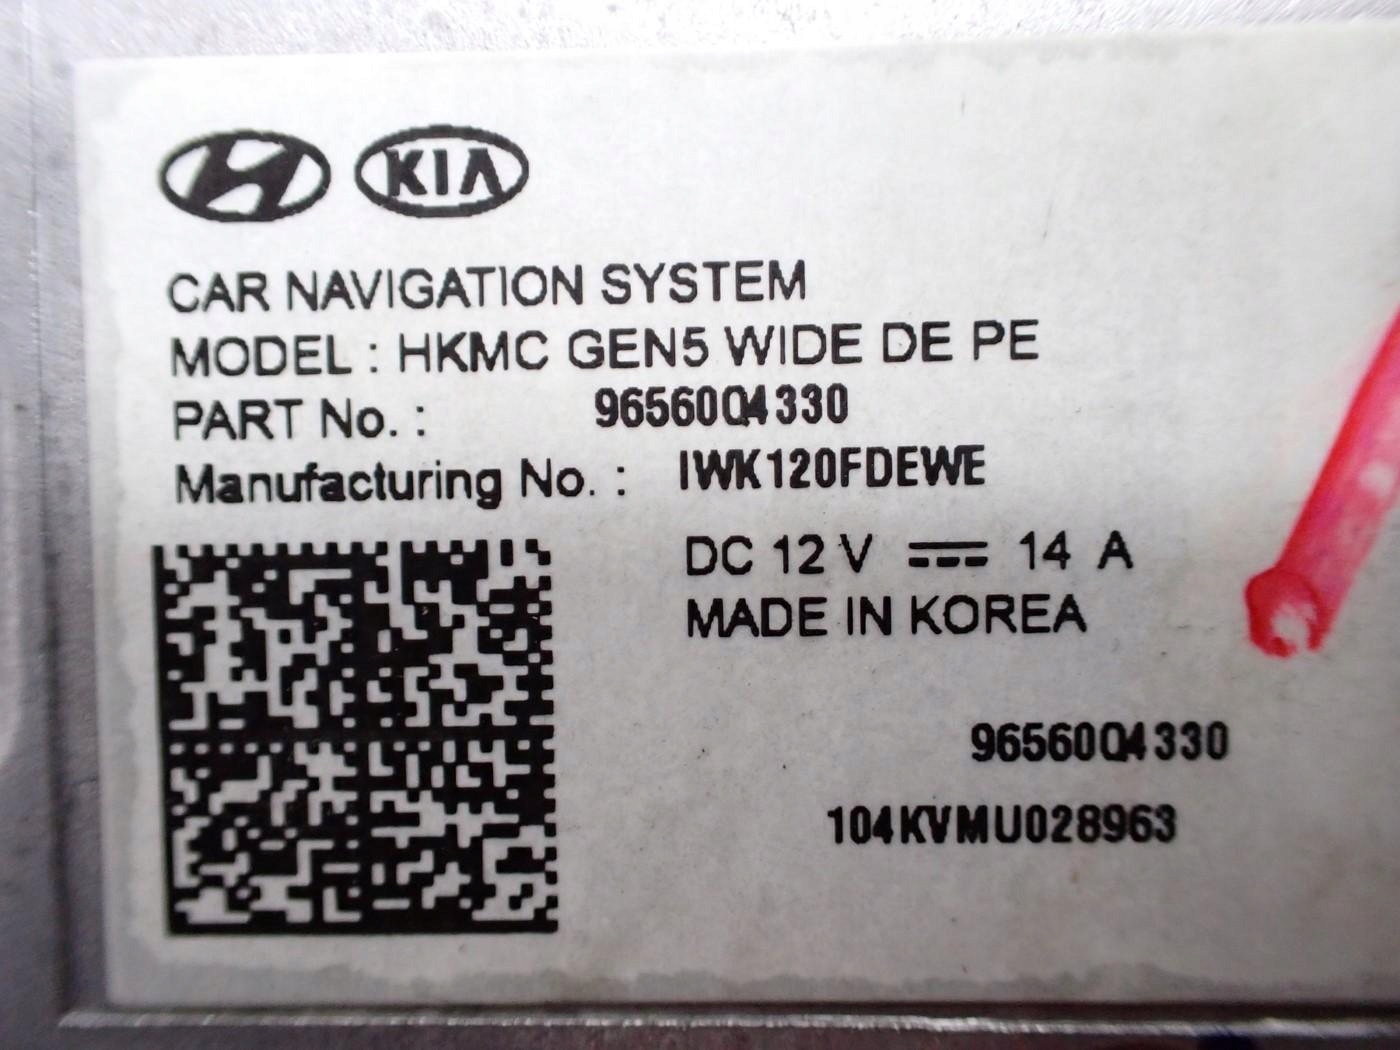 KIA
CAR NAVIGATION SYSTEM
MODEL : HKMC GEN5 WIDE DE PE
PART No. : 96560Q4330
Manufacturing No. : IWK120FDEWE
DC 12 V ⎓ 14 A
MADE IN KOREA
96560Q4330
104KVMU028963